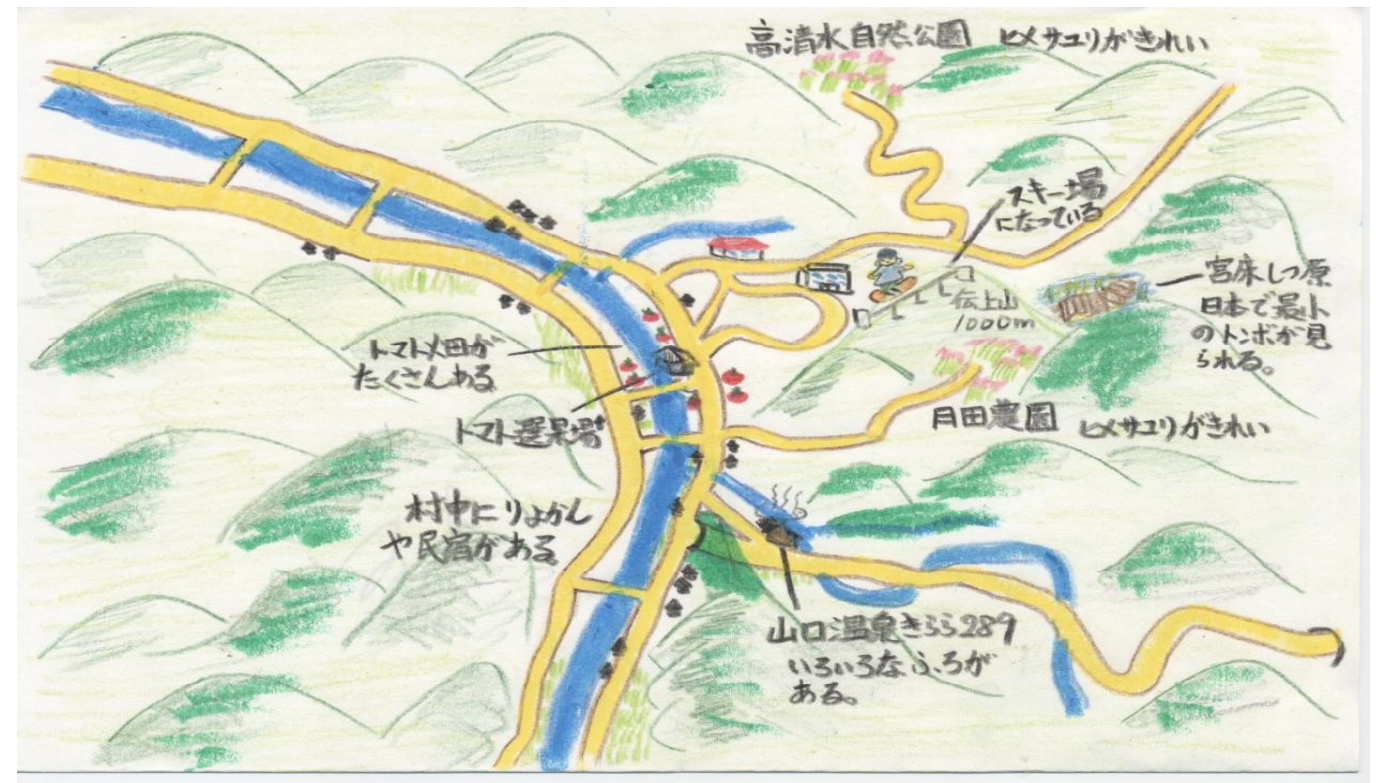 高清水自然公園 ヒメサユリがきれい
スキー場
になっている
宮床しつ原
日本で最小
のトンボが見
られる。
伝上山
1000m
トマト畑が
たくさんある
トマト選果場
月田農園 ヒメサユリがきれい
村中にりょかん
や民宿がある
山口温泉きらら289
いろいろなふろが
ある。